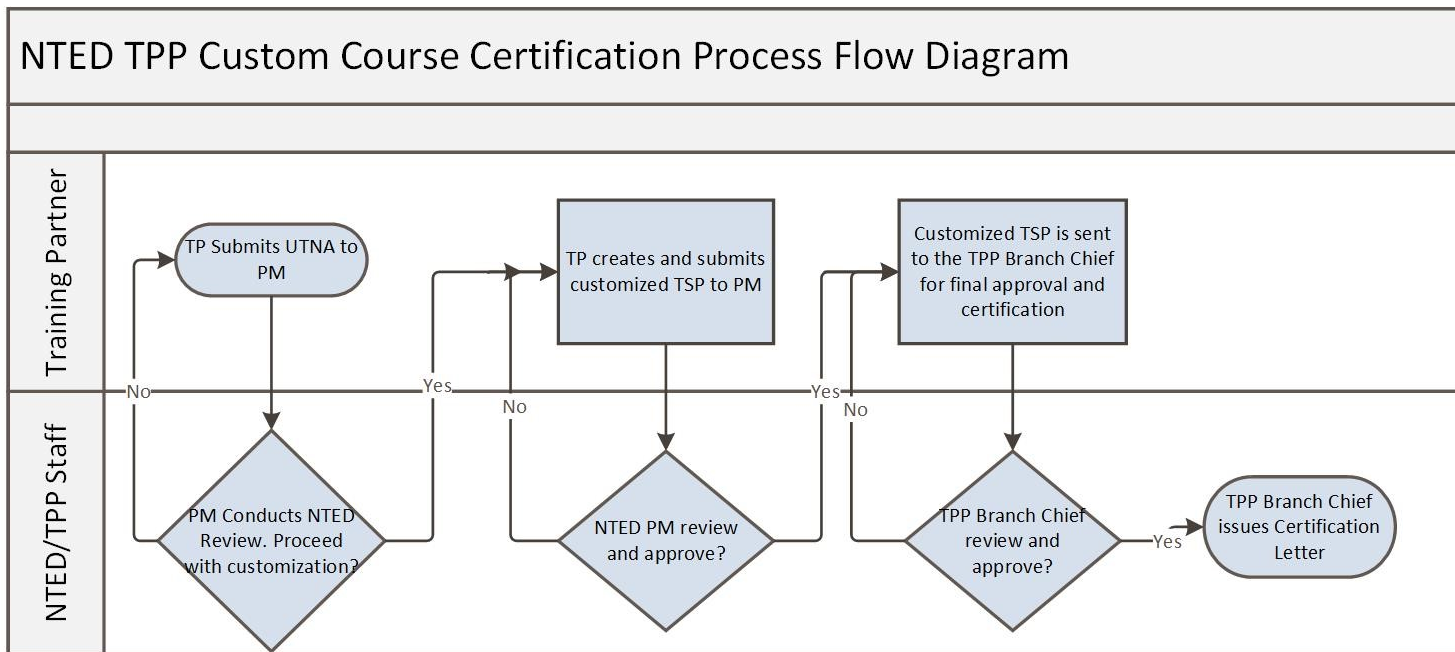 NTED TPP Custom Course Certification Process Flow Diagram
Training Partner
TP Submits UTNA to
PM
TP creates and submits
customized TSP to PM
Customized TSP is sent
to the TPP Branch Chief
for final approval and
certification
No
Yes
No
Yes
No
NTED/TPP Staff
PM Conducts NTED
Review. Proceed
with customization?
NTED PM review
and approve?
TPP Branch Chief
review and
approve?
Yes
TPP Branch Chief
issues Certification
Letter